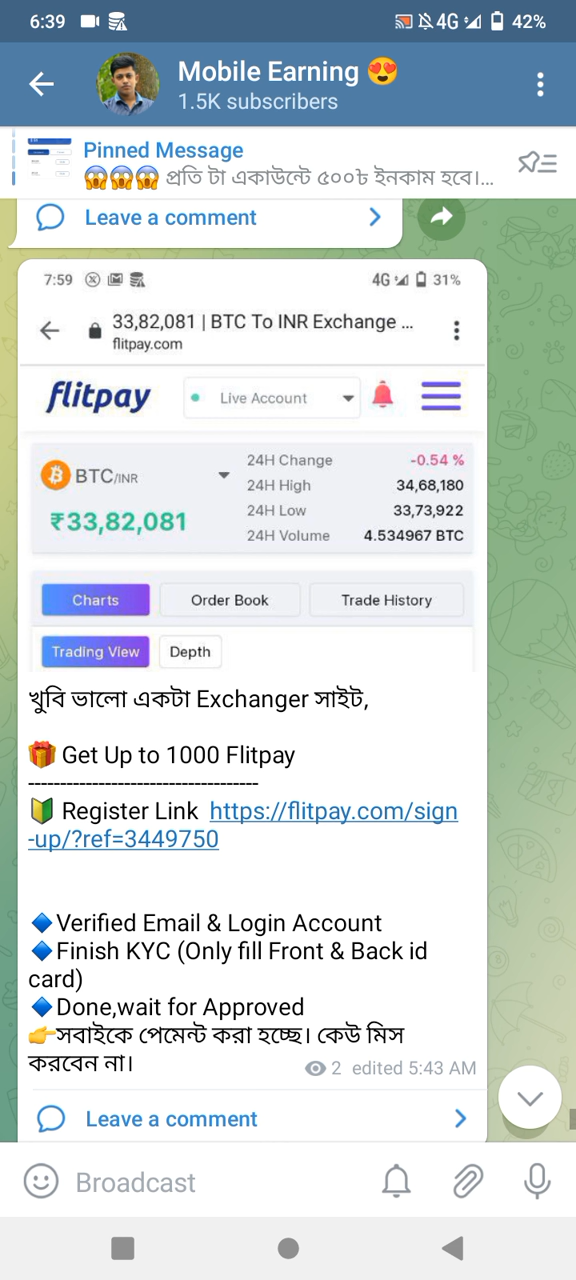 6:39
4G 42%
Mobile Earning 😍
1.5K subscribers
Pinned Message
😱😱😱 প্রতি টা একাউন্টে ৫০০৳ ইনকাম হবে।...
Leave a comment
7:59
4G 31%
33,82,081 | BTC To INR Exchange ...
flitpay.com
flitpay
Live Account
BTC/INR
₹33,82,081
24H Change -0.54 %
24H High 34,68,180
24H Low 33,73,922
24H Volume 4.534967 BTC
Charts Order Book Trade History
Trading View Depth
খুবি ভালো একটা Exchanger সাইট,
🎁 Get Up to 1000 Flitpay
------------------------------------
🔰 Register Link https://flitpay.com/sign
-up/?ref=3449750
🔷Verified Email & Login Account
🔷Finish KYC (Only fill Front & Back id
card)
🔷Done,wait for Approved
👉সবাইকে পেমেন্ট করা হচ্ছে। কেউ মিস
করবেন না।
2 edited 5:43 AM
Leave a comment
Broadcast